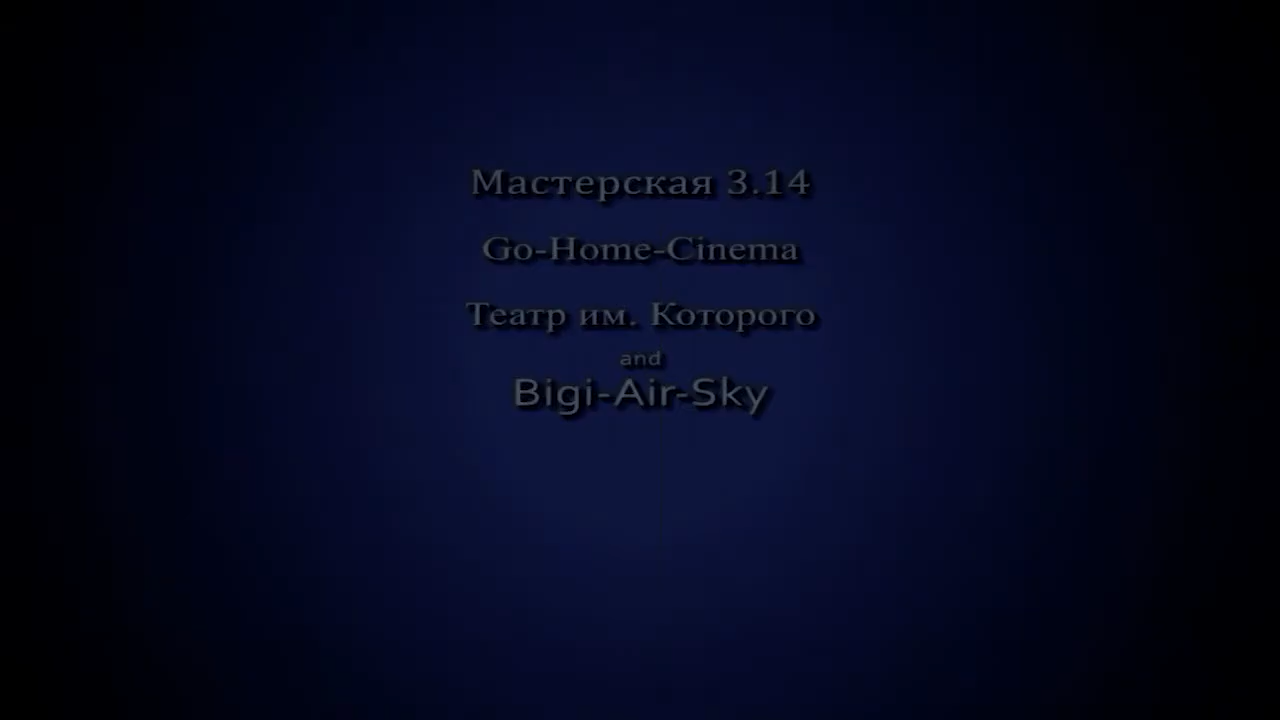 Мастерская 3.14
Go-Home-Cinema
Театр им. Которого
and
Bigi-Air-Sky